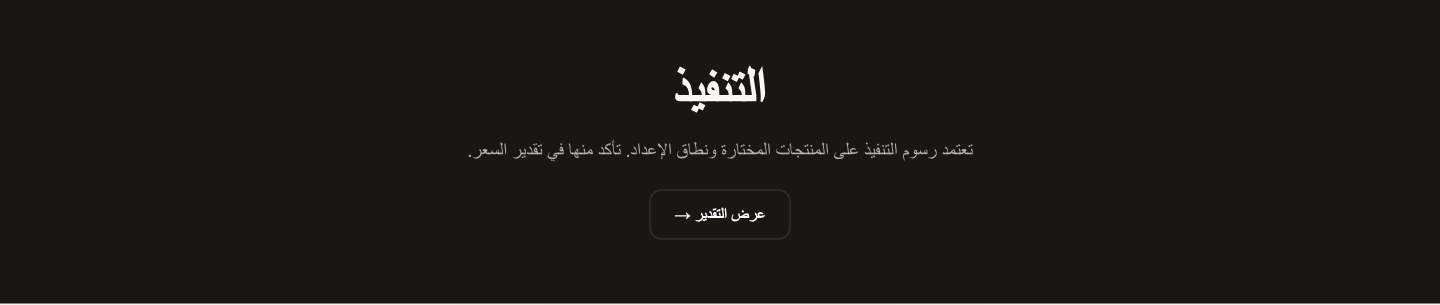 التنفيذ
تعتمد رسوم التنفيذ على المنتجات المختارة ونطاق الإعداد. تأكد منها في تقدير السعر.
عرض التقدير →